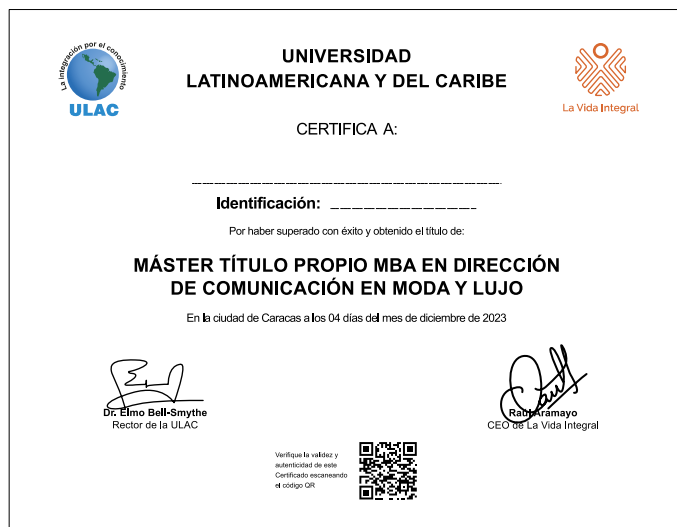 La integración por el conocimiento
ULAC
UNIVERSIDAD
LATINOAMERICANA Y DEL CARIBE
La Vida Integral
CERTIFICA A:
Identificación:
Por haber superado con éxito y obtenido el título de:
MÁSTER TÍTULO PROPIO MBA EN DIRECCIÓN
DE COMUNICACIÓN EN MODA Y LUJO
En la ciudad de Caracas a los 04 días del mes de diciembre de 2023
Dr. Elmo Bell-Smythe
Rector de la ULAC
Raúl Aramayo
CEO de La Vida Integral
Verifique la validez y
autenticidad de este
Certificado escaneando
el código QR